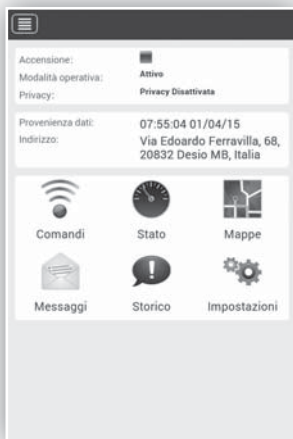 Accensione:
Modalità operativa: Attivo
Privacy: Privacy Disattivata
Provenienza dati: 07:55:04 01/04/15
Indirizzo: Via Edoardo Ferravilla, 68,
20832 Desio MB, Italia
Comandi Stato Mappe
Messaggi Storico Impostazioni